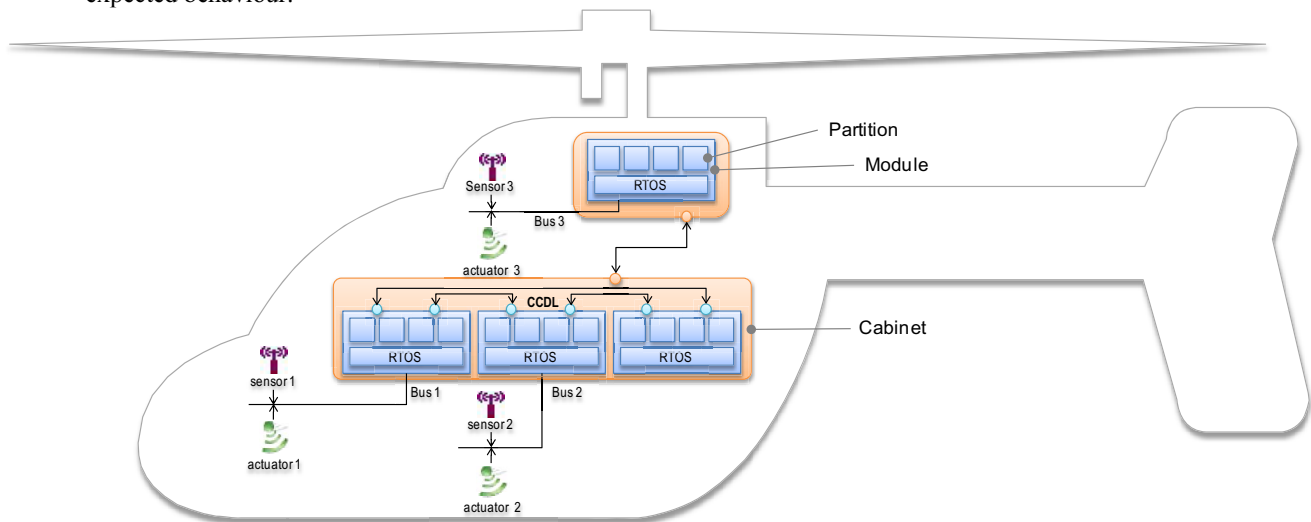 expected behaviour.
Partition
Module
RTOS
Sensor 3
Bus 3
actuator 3
CCDL
Cabinet
RTOS
RTOS
RTOS
sensor 1
Bus 1
Bus 2
sensor 2
actuator 1
actuator 2